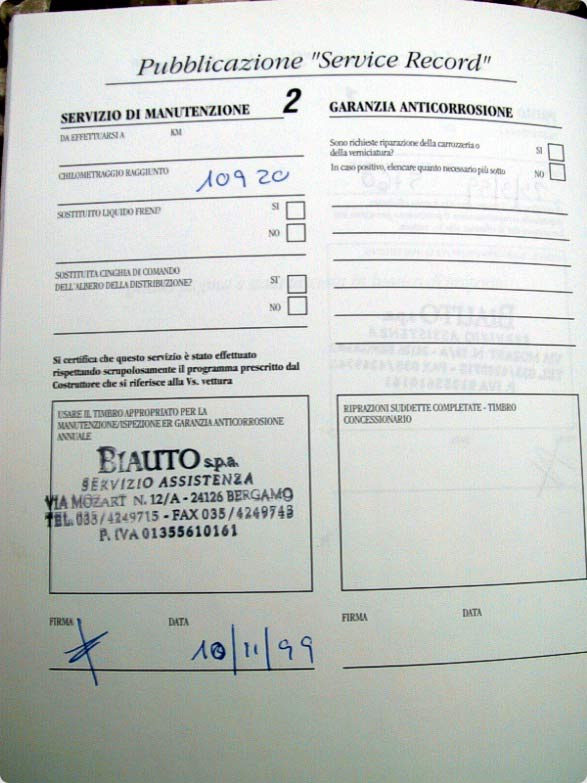 Pubblicazione "Service Record"
SERVIZIO DI MANUTENZIONE 2
DA EFFETTUARSI A KM
CHILOMETRAGGIO RAGGIUNTO 10920
SOSTITUITO LIQUIDO FRENI? SI
NO
SOSTITUITA CINGHIA DI COMANDO
DELL'ALBERO DELLA DISTRIBUZIONE? SI
NO
Si certifica che questo servizio è stato effettuato
rispettando scrupolosamente il programma prescritto dal
Costruttore che si riferisce alla Vs. vettura
USARE IL TIMBRO APPROPRIATO PER LA
MANUTENZIONE/ISPEZIONE ER GARANZIA ANTICORROSIONE
ANNUALE
BIAUTO s.p.a.
SERVIZIO ASSISTENZA
VIA MOZART N. 12/A - 24126 BERGAMO
TEL. 035/4249715 - FAX 035/4249743
P. IVA 01355610161
FIRMA DATA
10/11/99
GARANZIA ANTICORROSIONE
Sono richieste riparazione della carrozzeria o
della verniciatura? SI
In caso positivo, elencare quanto necessario più sotto NO
RIPRAZIONI SUDDETTE COMPLETATE - TIMBRO
CONCESSIONARIO
FIRMA DATA